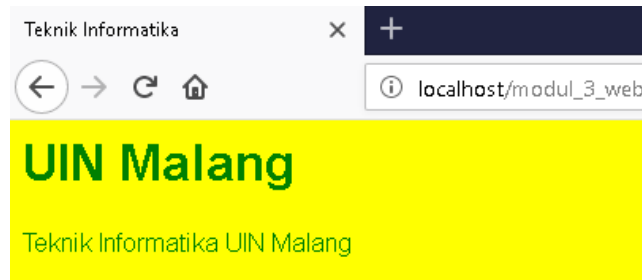 Teknik Informatika
localhost/modul_3_web
UIN Malang
Teknik Informatika UIN Malang